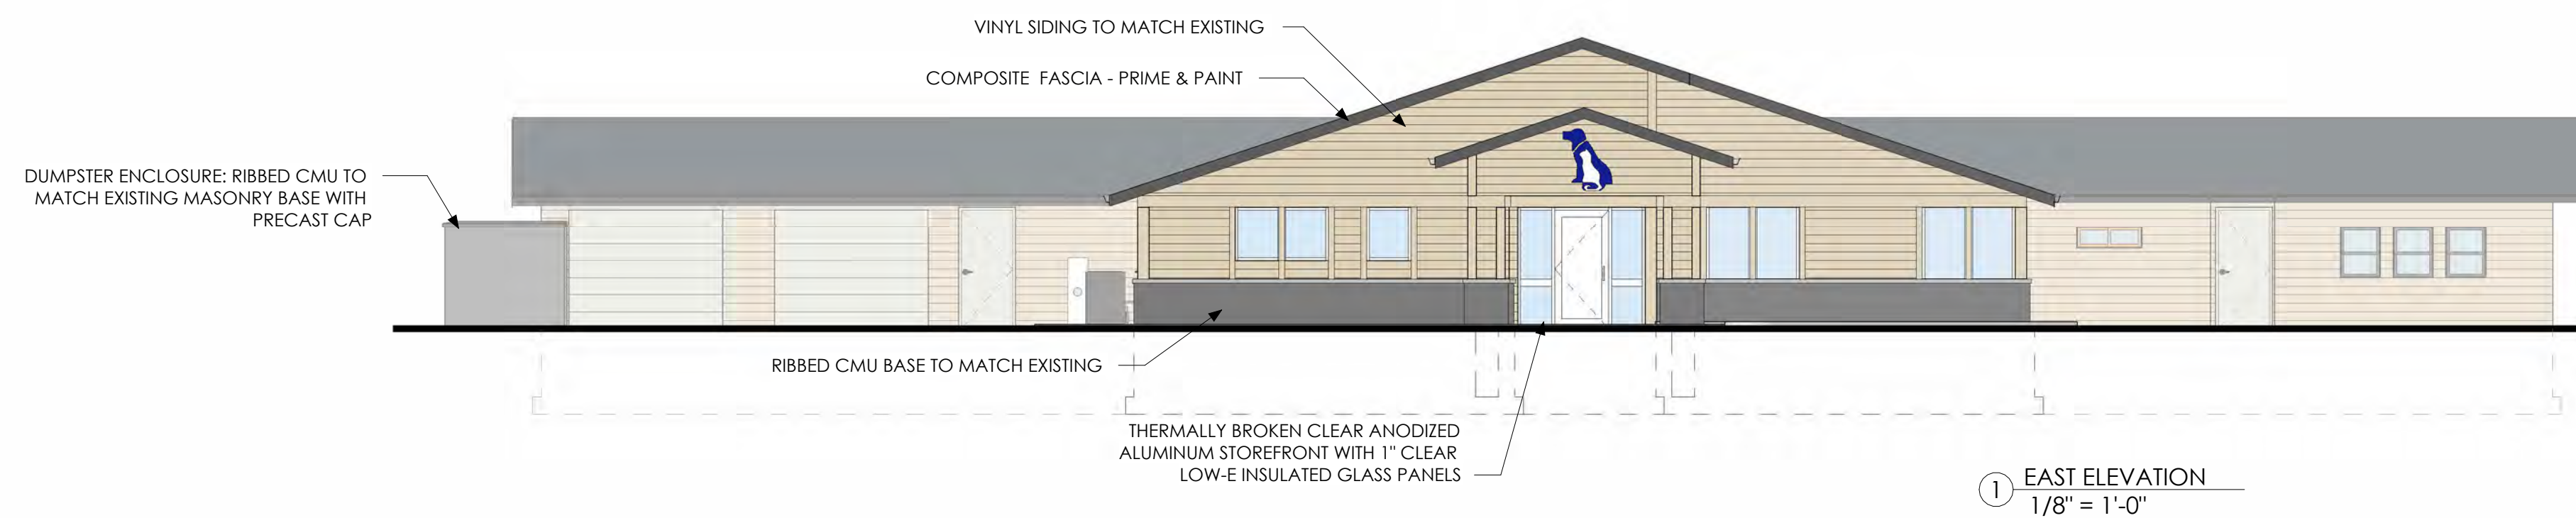 VINYL SIDING TO MATCH EXISTING
COMPOSITE FASCIA - PRIME & PAINT
DUMPSTER ENCLOSURE: RIBBED CMU TO
MATCH EXISTING MASONRY BASE WITH
PRECAST CAP
RIBBED CMU BASE TO MATCH EXISTING
THERMALLY BROKEN CLEAR ANODIZED
ALUMINUM STOREFRONT WITH 1" CLEAR
LOW-E INSULATED GLASS PANELS
1 EAST ELEVATION
1/8" = 1'-0"